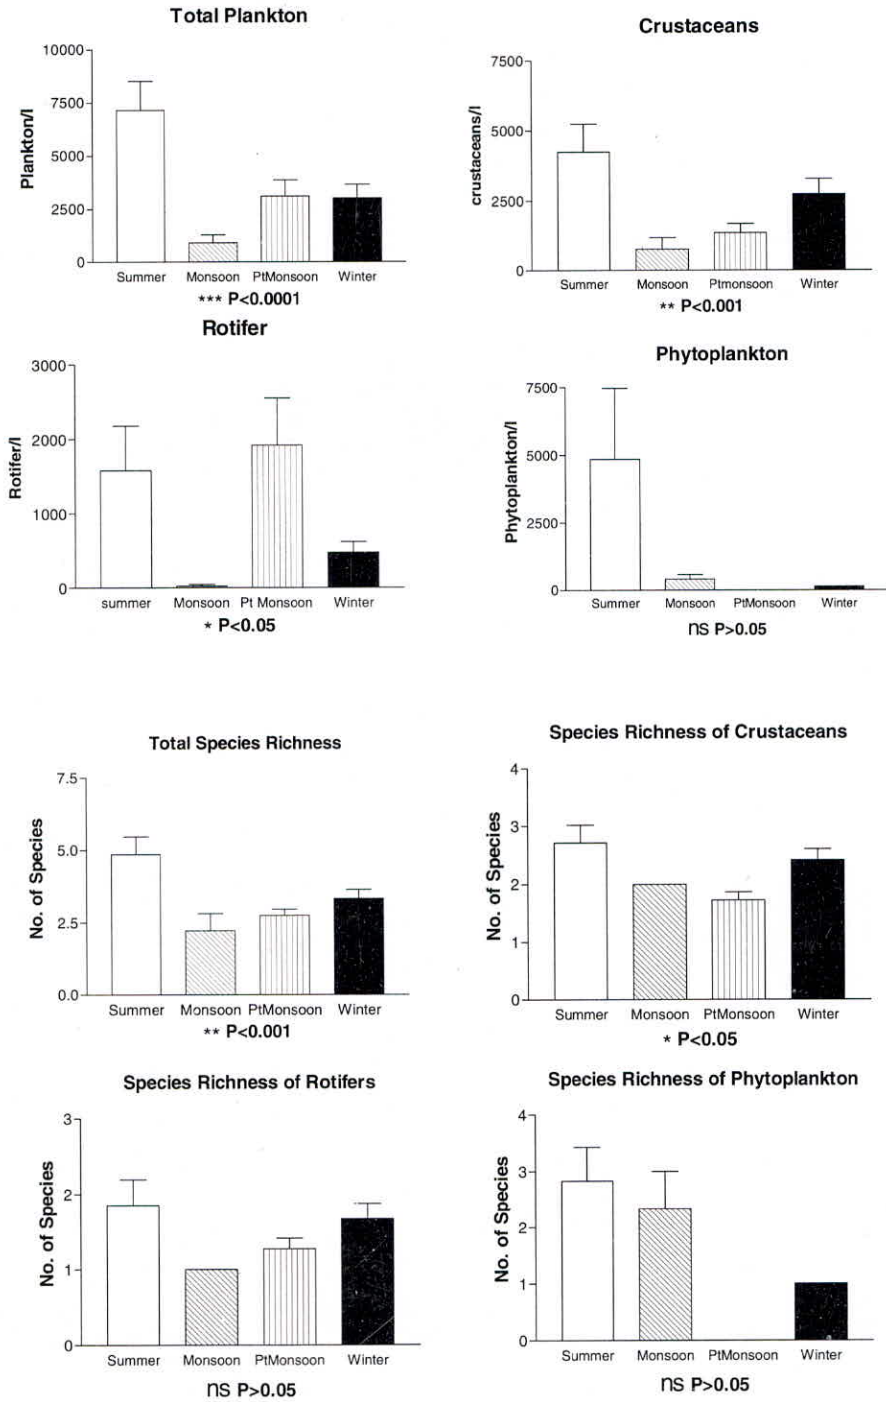 Total Plankton
10000
7500
5000
2500
0
Plankton/l
Summer Monsoon PtMonsoon Winter
*** P<0.0001
Crustaceans
7500
5000
2500
0
crustaceans/l
Summer Monsoon Ptmonsoon Winter
** P<0.001
Rotifer
3000
2000
1000
0
Rotifer/l
summer Monsoon Pt Monsoon Winter
* P<0.05
Phytoplankton
7500
5000
2500
0
Phytoplankton/l
Summer Monsoon PtMonsoon Winter
ns P>0.05
Total Species Richness
7.5
5.0
2.5
0.0
No. of Species
Summer Monsoon PtMonsoon Winter
** P<0.001
Species Richness of Crustaceans
4
3
2
1
0
No. of Species
Summer Monsoon PtMonsoon Winter
* P<0.05
Species Richness of Rotifers
3
2
1
0
No. of Species
Summer Monsoon PtMonsoon Winter
ns P>0.05
Species Richness of Phytoplankton
4
3
2
1
0
No. of Species
Summer Monsoon PtMonsoon Winter
ns P>0.05